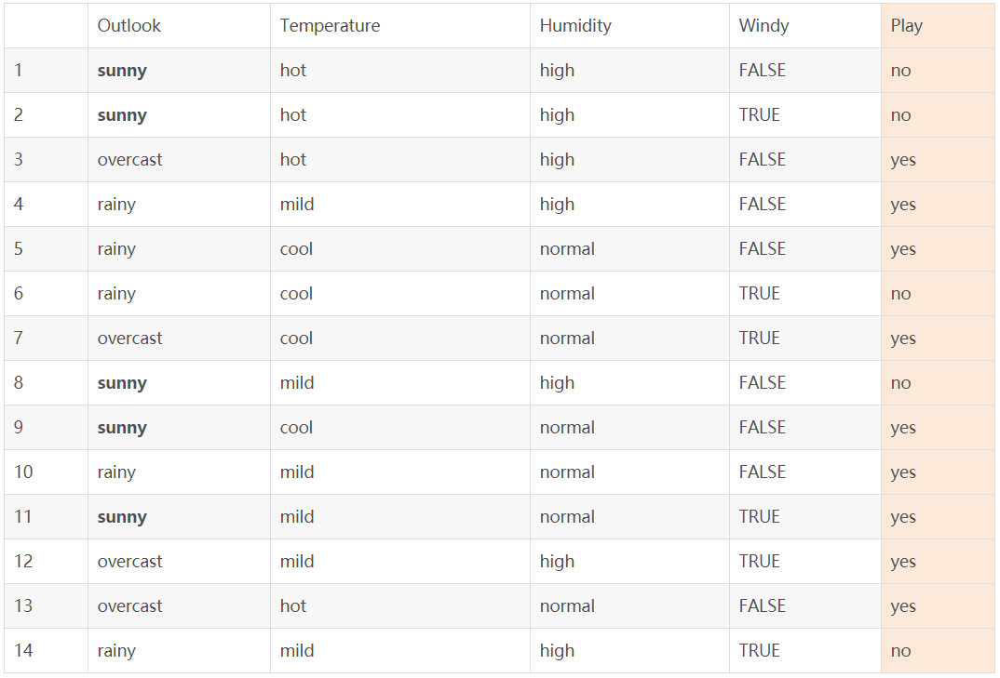 Outlook Temperature Humidity Windy Play
1 sunny hot high FALSE no
2 sunny hot high TRUE no
3 overcast hot high FALSE yes
4 rainy mild high FALSE yes
5 rainy cool normal FALSE yes
6 rainy cool normal TRUE no
7 overcast cool normal TRUE yes
8 sunny mild high FALSE no
9 sunny cool normal FALSE yes
10 rainy mild normal FALSE yes
11 sunny mild normal TRUE yes
12 overcast mild high TRUE yes
13 overcast hot normal FALSE yes
14 rainy mild high TRUE no